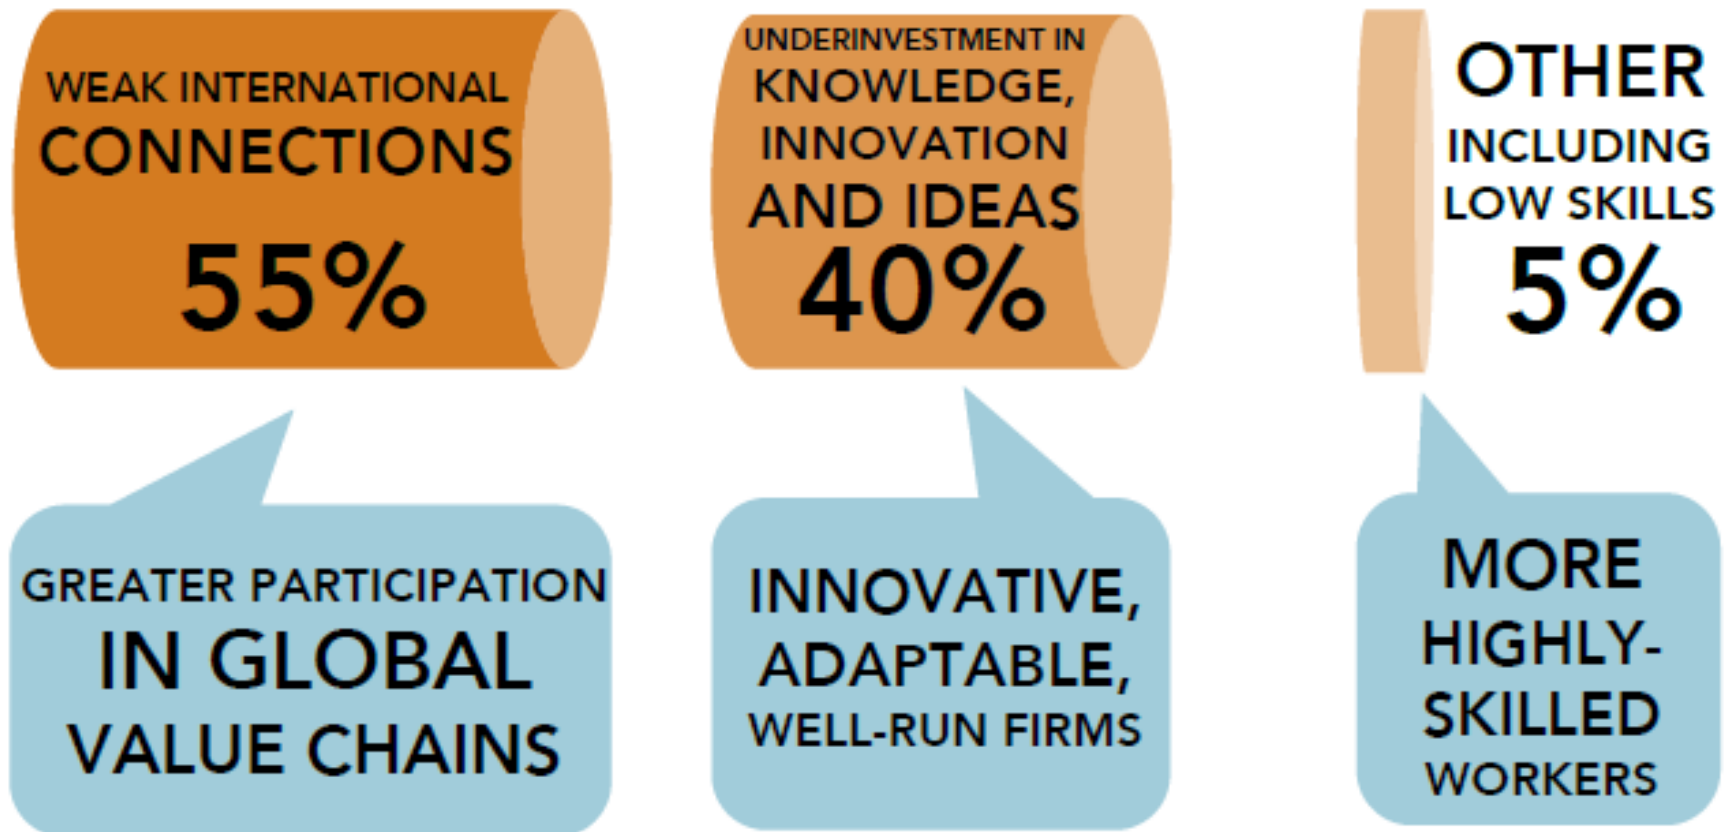 WEAK INTERNATIONAL
CONNECTIONS
55%
UNDERINVESTMENT IN
KNOWLEDGE,
INNOVATION
AND IDEAS
40%
OTHER
INCLUDING
LOW SKILLS
5%
GREATER PARTICIPATION
IN GLOBAL
VALUE CHAINS
INNOVATIVE,
ADAPTABLE,
WELL-RUN FIRMS
MORE
HIGHLY-
SKILLED
WORKERS